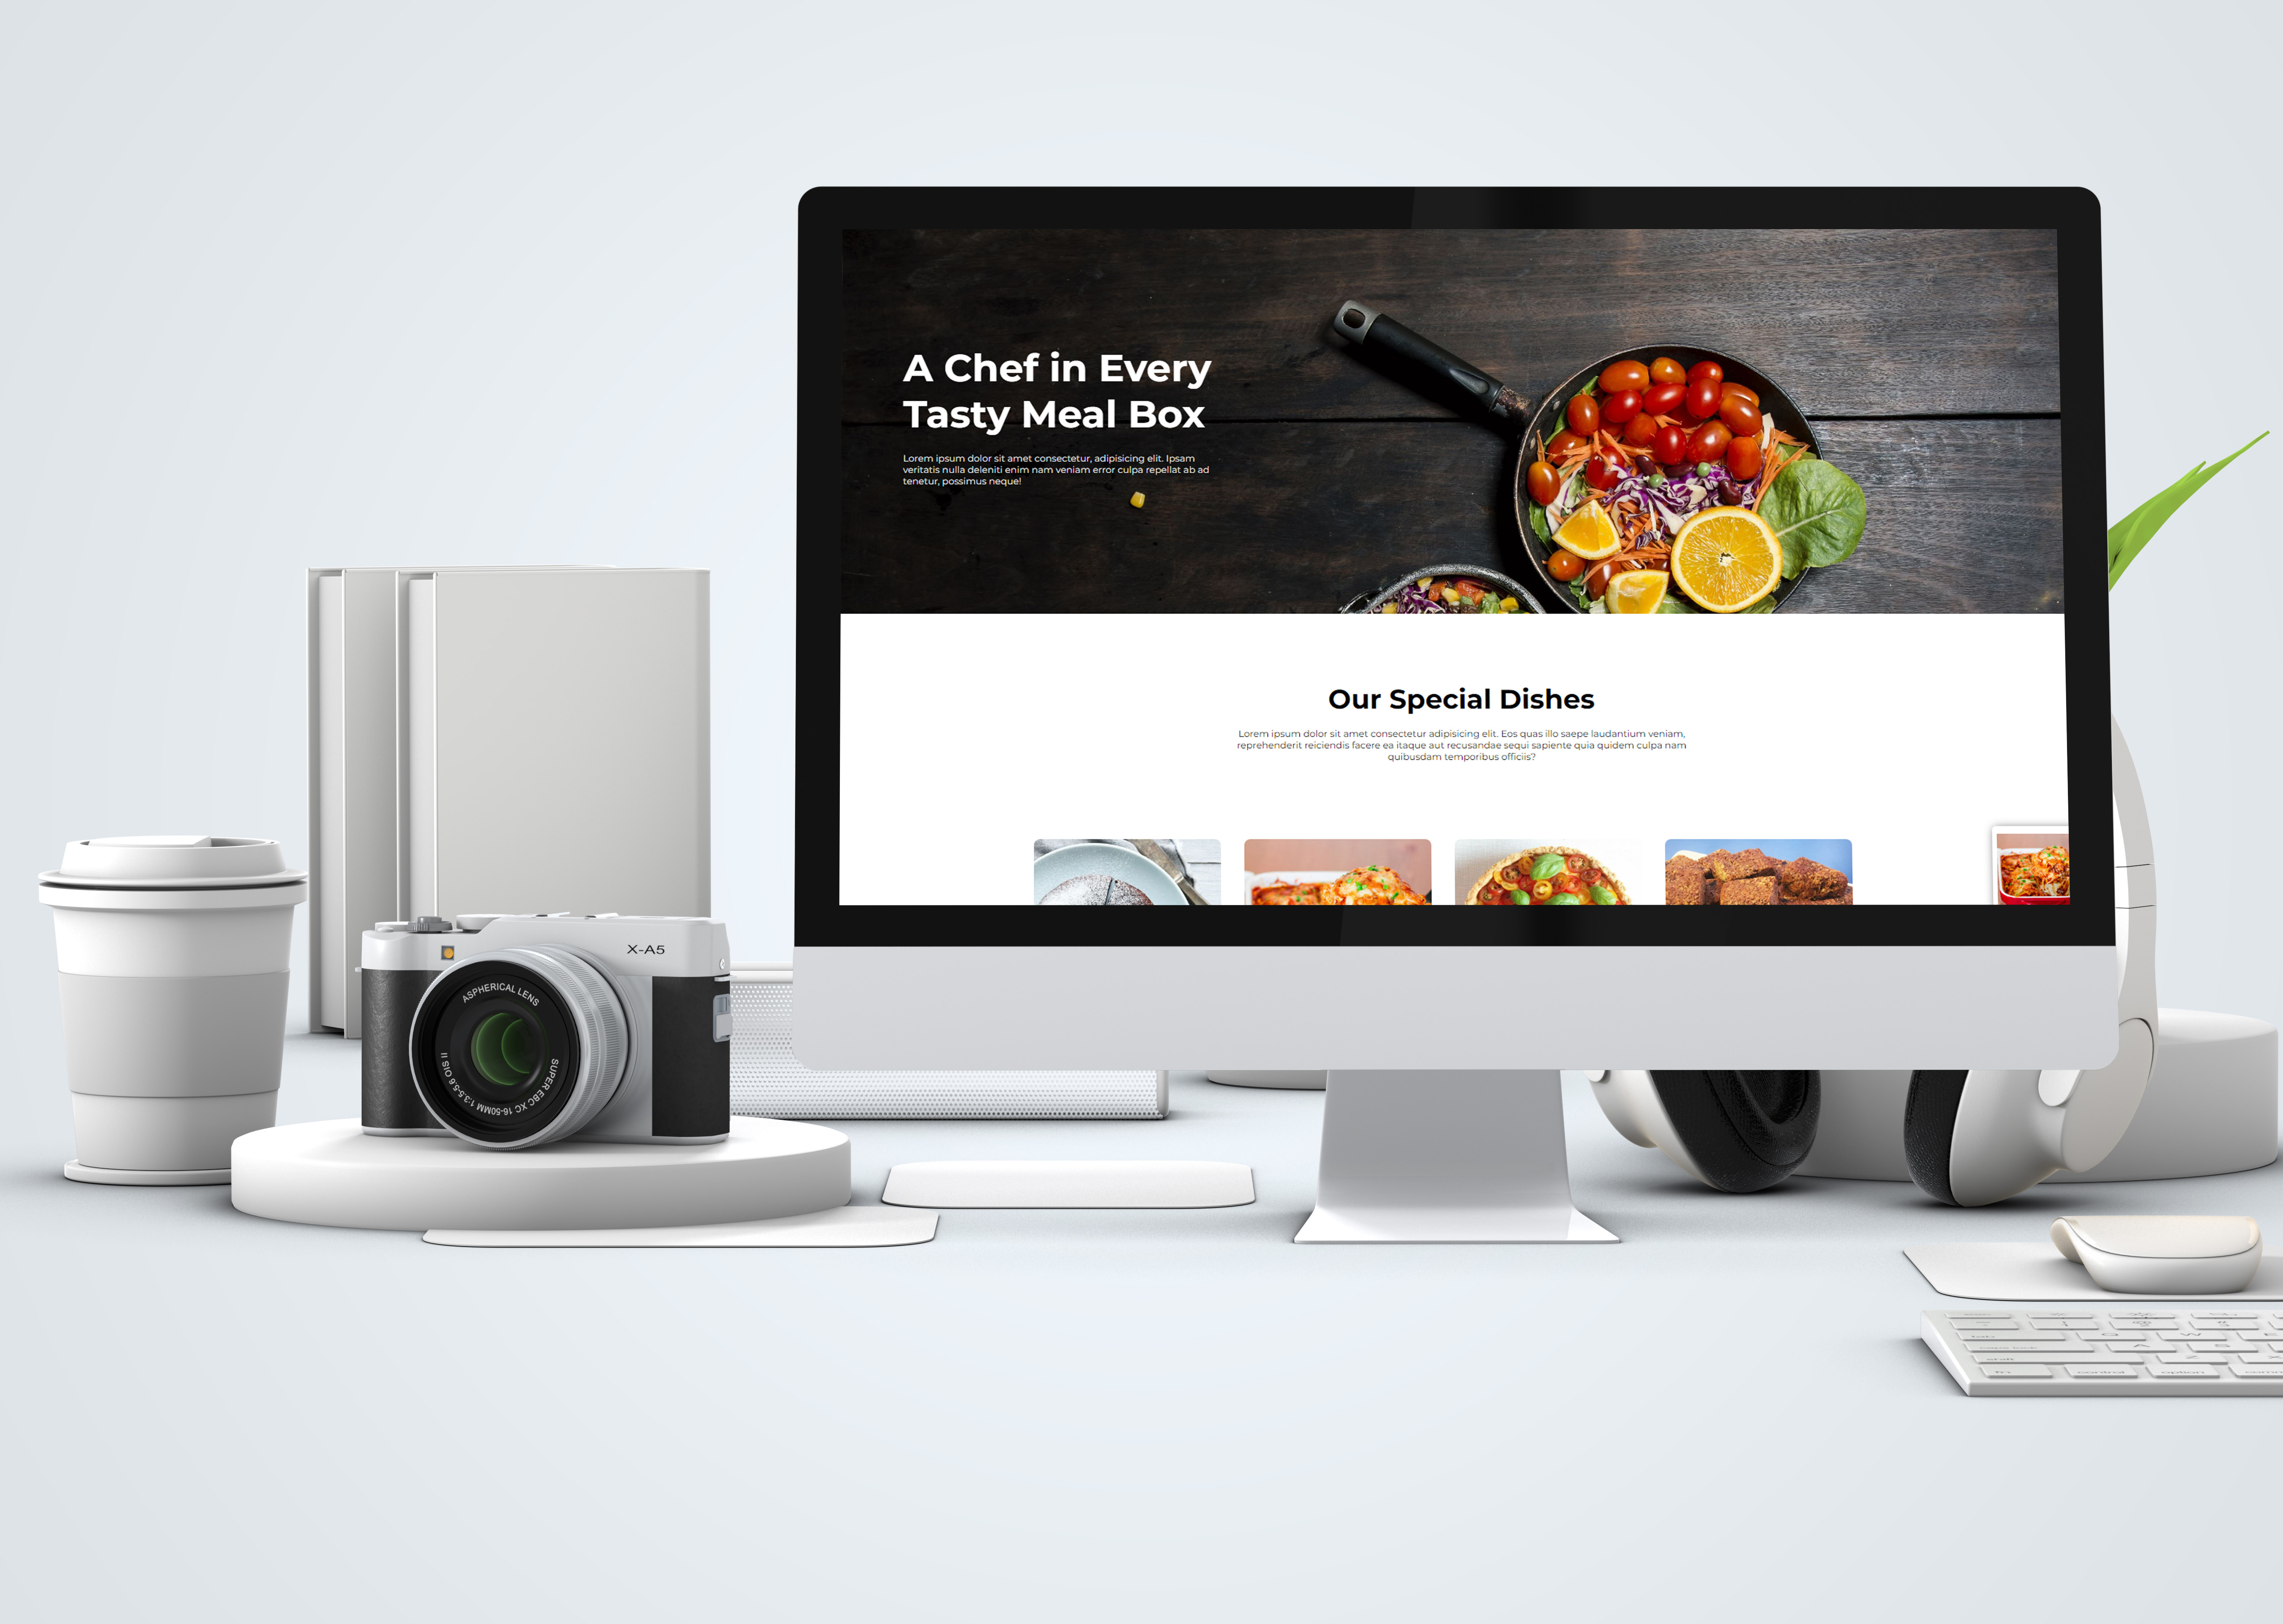 A Chef in Every
Tasty Meal Box
Lorem ipsum dolor sit amet consectetur, adipisicing elit. Ipsam
veritatis nulla deleniti enim nam veniam error culpa repellat ab ad
tenetur, possimus neque!
Our Special Dishes
Lorem ipsum dolor sit amet consectetur adipisicing elit. Eos quas illo saepe laudantium veniam,
reprehenderit reiciendis facere ea itaque aut recusandae sequi sapiente quia quidem culpa nam
quibusdam temporibus officiis?
X-A5
ASPHERICAL LENS
SUPER EBC XC 16-50MM 1:3.5-5.6 OIS II
Q W E
A S
shift Z X
fn control option